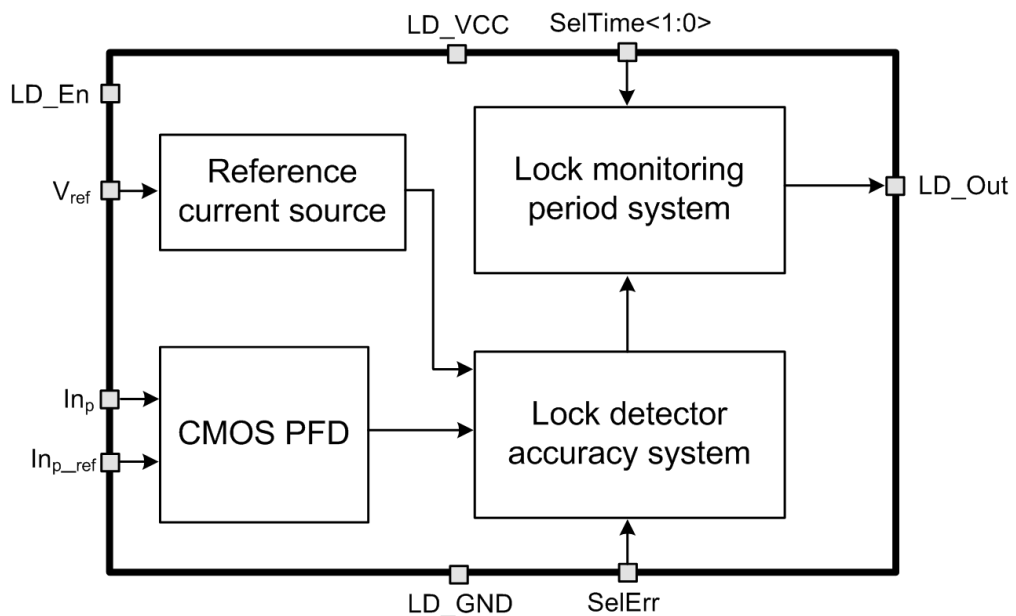 LD_VCC
SelTime<1:0>
LD_En
Reference
current source
Lock monitoring
period system
Vref
LD_Out
Inp
CMOS PFD
Lock detector
accuracy system
Inp_ref
LD_GND
SelErr